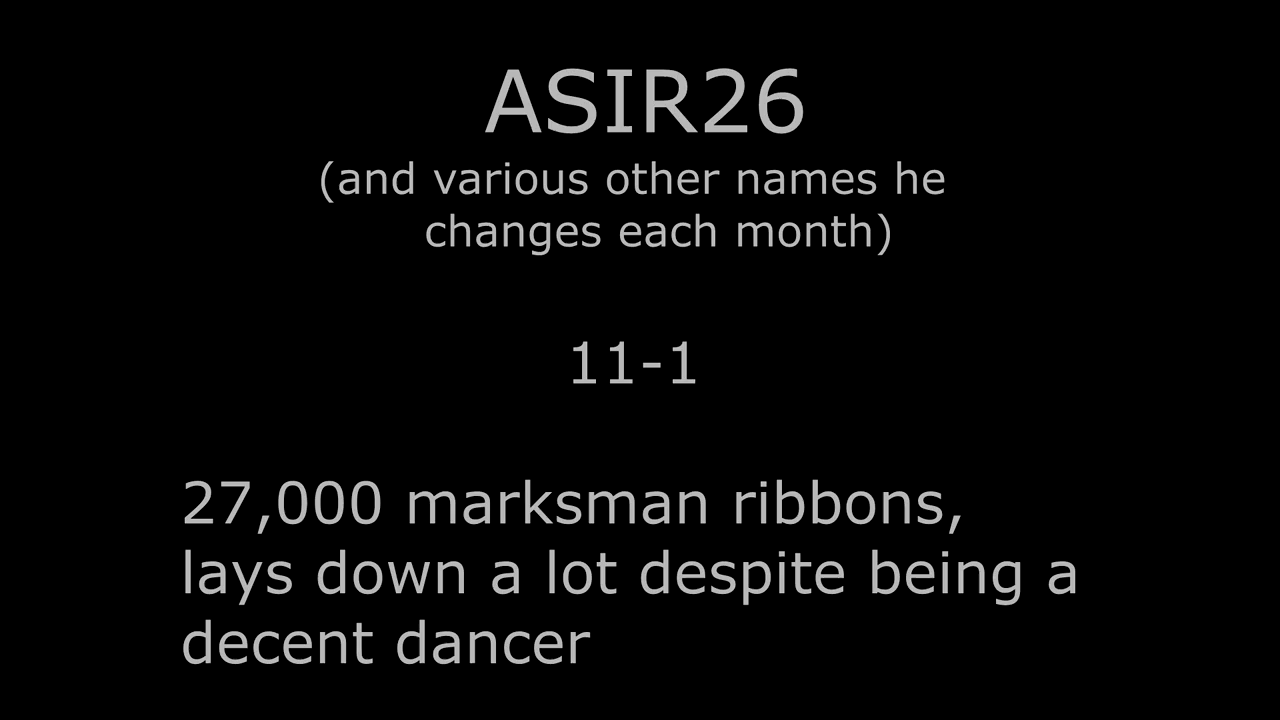 ASIR26
(and various other names he
changes each month)
11-1
27,000 marksman ribbons,
lays down a lot despite being a
decent dancer